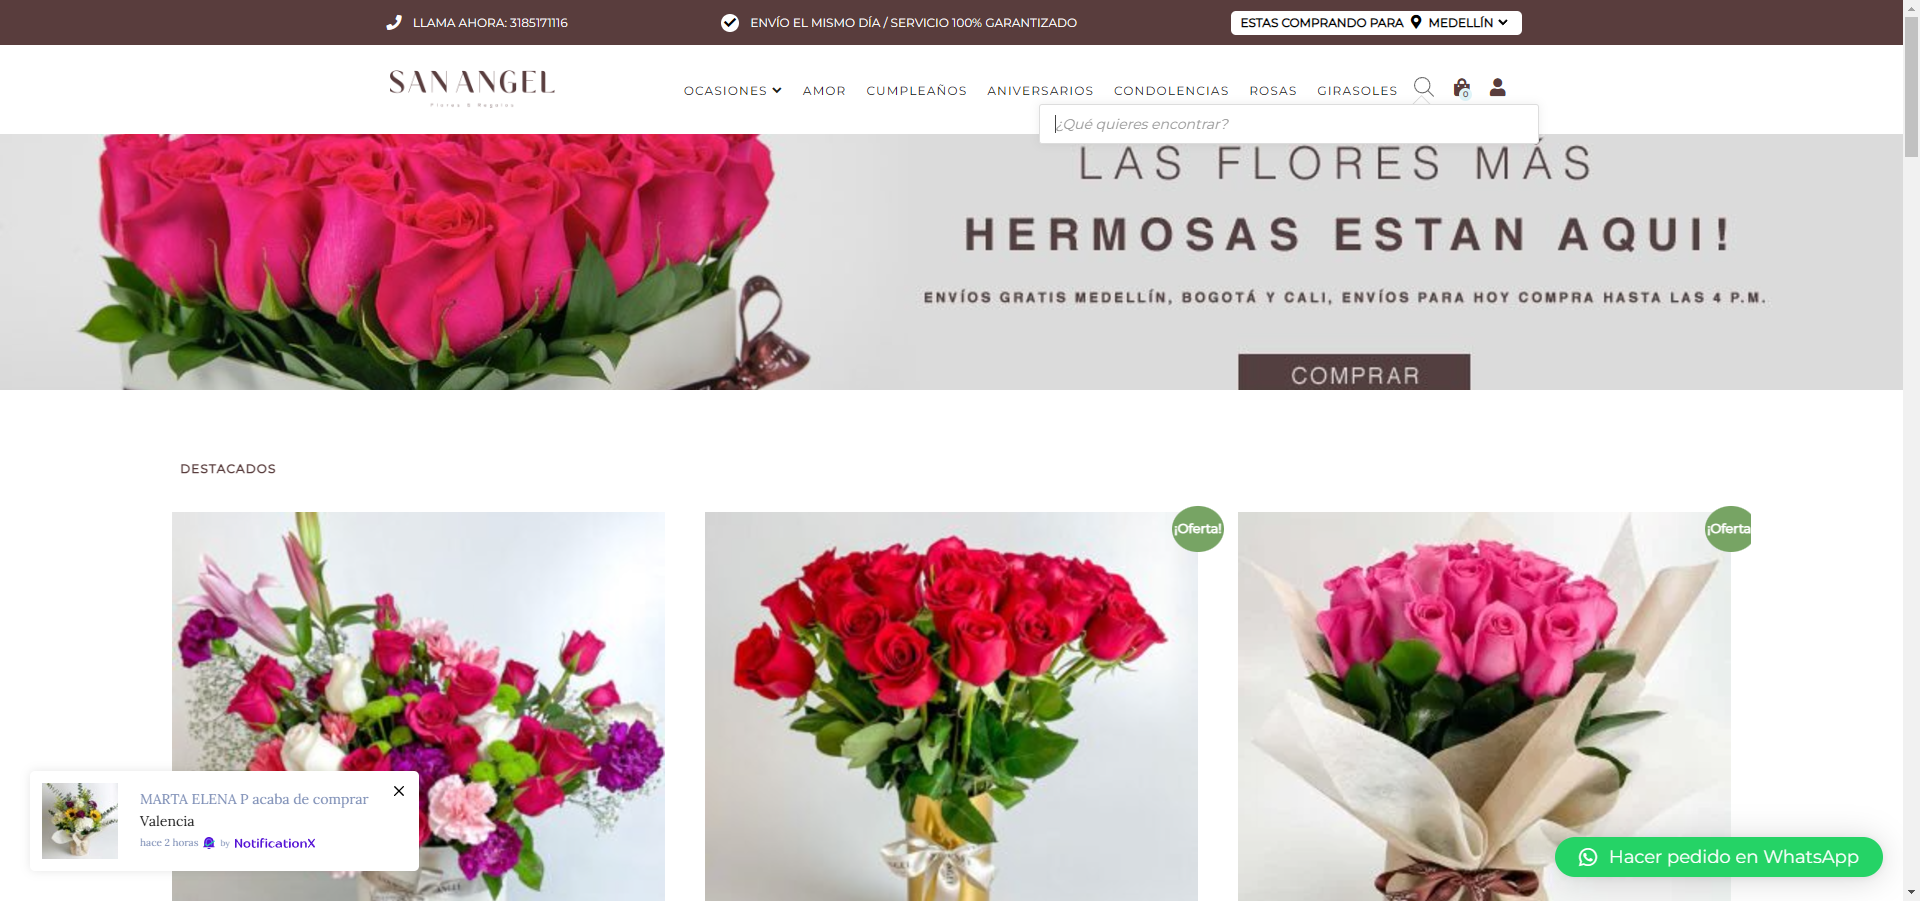 LLAMA AHORA: 3185171116
ENVÍO EL MISMO DÍA / SERVICIO 100% GARANTIZADO
ESTAS COMPRANDO PARA MEDELLÍN
SAN ANGEL
Flores & Regalos
OCASIONES
AMOR
CUMPLEAÑOS
ANIVERSARIOS
CONDOLENCIAS
ROSAS
GIRASOLES
0
¿Qué quieres encontrar?
LAS FLORES MÁS
HERMOSAS ESTAN AQUI!
ENVÍOS GRATIS MEDELLÍN, BOGOTÁ Y CALI, ENVÍOS PARA HOY COMPRA HASTA LAS 4 P.M.
COMPRAR
DESTACADOS
¡Oferta!
¡Oferta
MARTA ELENA P acaba de comprar
Valencia
hace 2 horas by NotificationX
Hacer pedido en WhatsApp